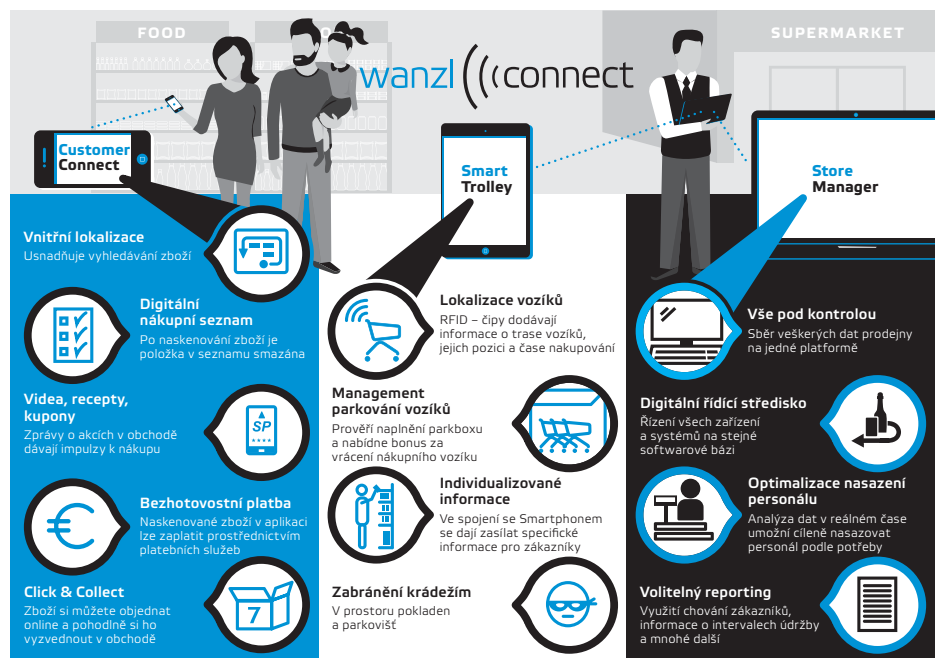 FOOD
SUPERMARKET
wanzl connect
Customer
Connect
Smart
Trolley
Store
Manager
Vnitřní lokalizace
Usnadňuje vyhledávání zboží
Digitální
nákupní seznam
Po naskenování zboží je
položka v seznamu smazána
Videa, recepty,
kupony
Zprávy o akcích v obchodě
dávají impulzy k nákupu
SP
Bezhotovostní platba
Naskenované zboží v aplikaci
lze zaplatit prostřednictvím
platebních služeb
€
Click & Collect
Zboží si můžete objednat
online a pohodlně si ho
vyzvednout v obchodě
7
Lokalizace vozíků
RFID – čipy dodávají
informace o trase vozíků,
jejich pozici a čase nakupování
Management
parkování vozíků
Prověří naplnění parkboxu
a nabídne bonus za
vrácení nákupního vozíku
Individualizované
informace
Ve spojení se Smartphonem
se dají zasílat specifické
informace pro zákazníky
Zabránění krádežím
V prostoru pokladen
a parkovišť
Vše pod kontrolou
Sběr veškerých dat prodejny
na jedné platformě
Digitální řídící středisko
Řízení všech zařízení
a systémů na stejné
softwarové bázi
Optimalizace nasazení
personálu
Analýza dat v reálném čase
umožní cíleně nasazovat
personál podle potřeby
Volitelný reporting
Využití chování zákazníků,
informace o intervalech údržby
a mnohé další